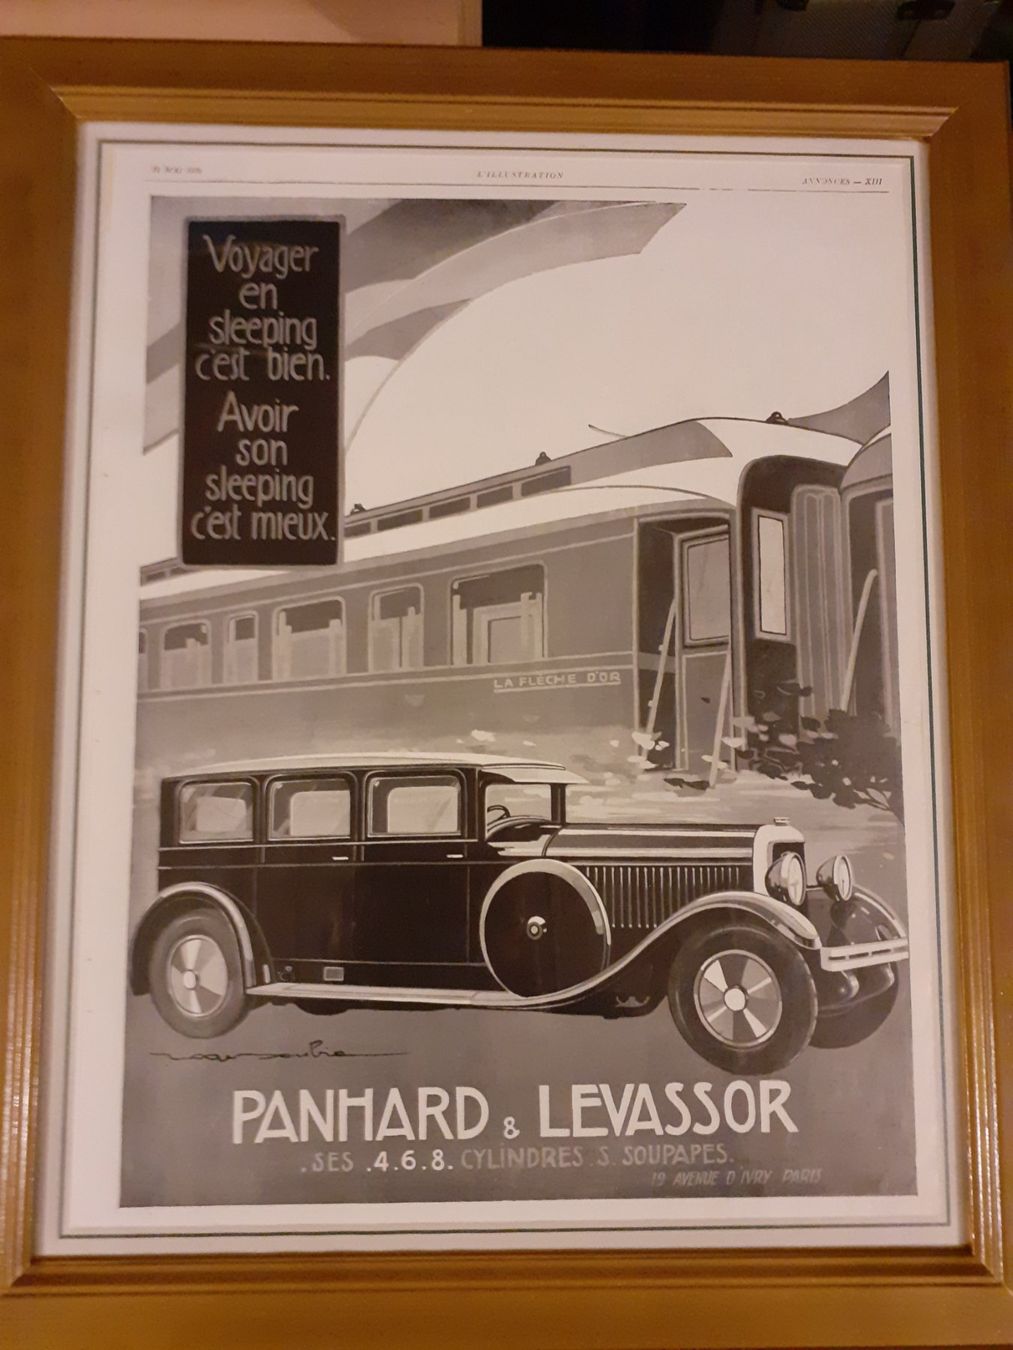 L'ILLUSTRATION
ANNONCES — XIII
Voyager
en
sleeping
c'est bien.
Avoir
son
sleeping
c'est mieux.
LA FLÈCHE D'OR
PANHARD & LEVASSOR
.SES .4.6.8. CYLINDRES .S. SOUPAPES.
19 AVENUE D'IVRY PARIS